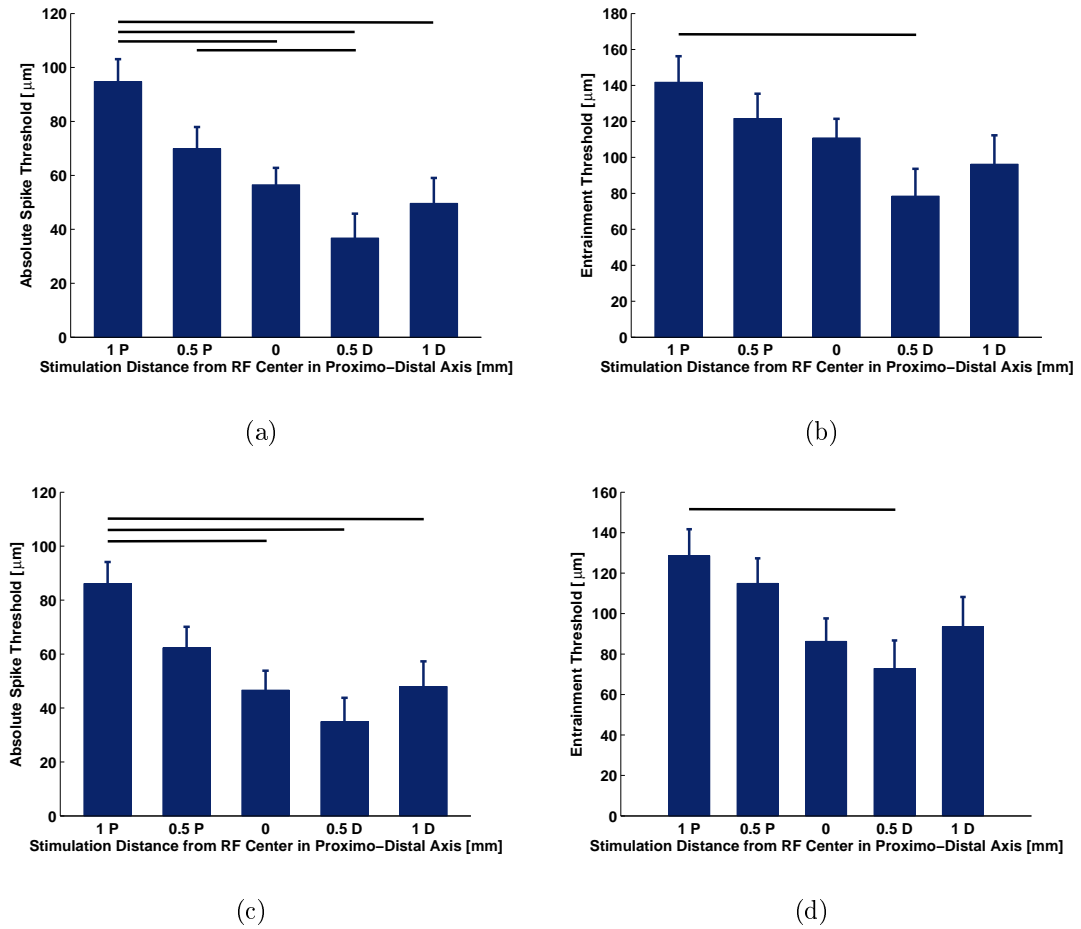 120
100
80
60
40
20
0
Absolute Spike Threshold [μm]
1 P 0.5 P 0 0.5 D 1 D
Stimulation Distance from RF Center in Proximo−Distal Axis [mm]
(a)
180
160
140
120
100
80
60
40
20
0
Entrainment Threshold [μm]
1 P 0.5 P 0 0.5 D 1 D
Stimulation Distance from RF Center in Proximo−Distal Axis [mm]
(b)
120
100
80
60
40
20
0
Absolute Spike Threshold [μm]
1 P 0.5 P 0 0.5 D 1 D
Stimulation Distance from RF Center in Proximo−Distal Axis [mm]
(c)
160
140
120
100
80
60
40
20
0
Entrainment Threshold [μm]
1 P 0.5 P 0 0.5 D 1 D
Stimulation Distance from RF Center in Proximo−Distal Axis [mm]
(d)